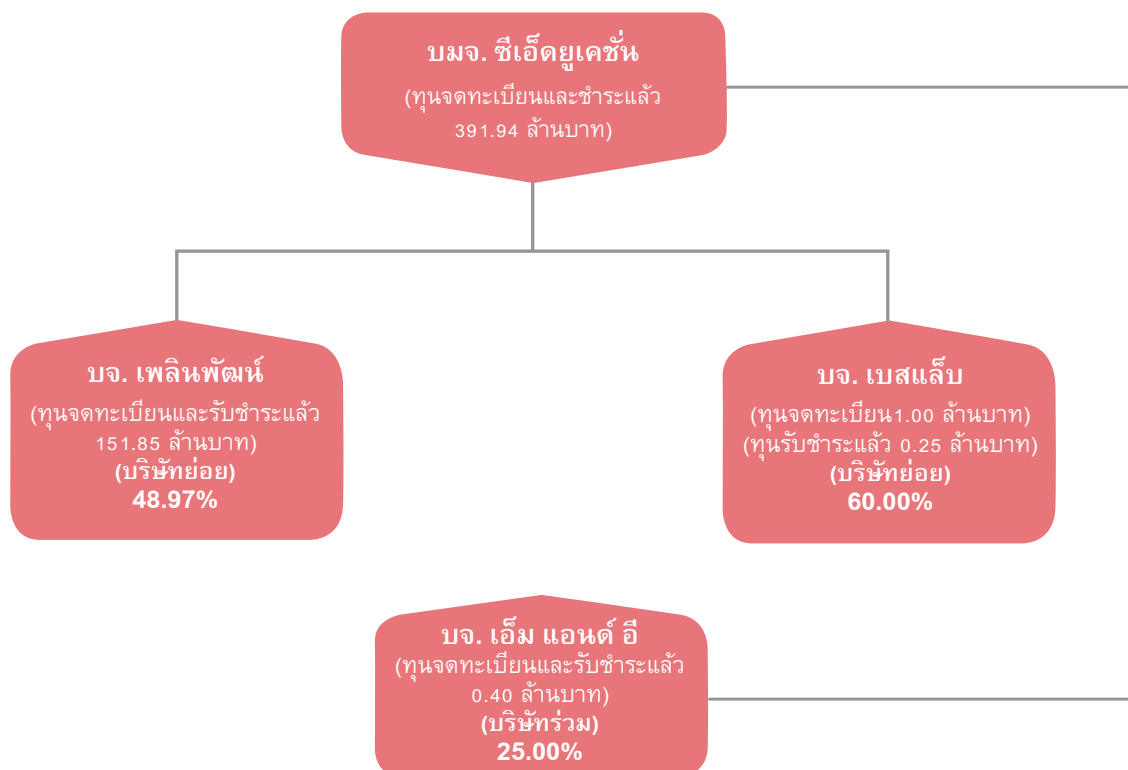 บมจ. ซีเอ็ดยูเคชั่น
(ทุนจดทะเบียนและชำระแล้ว
391.94 ล้านบาท)
บจ. เพลินพัฒน์
(ทุนจดทะเบียนและรับชำระแล้ว
151.85 ล้านบาท)
(บริษัทย่อย)
48.97%
บจ. เบสแล็บ
(ทุนจดทะเบียน1.00 ล้านบาท)
(ทุนรับชำระแล้ว 0.25 ล้านบาท)
(บริษัทย่อย)
60.00%
บจ. เอ็ม แอนด์ อี
(ทุนจดทะเบียนและรับชำระแล้ว
0.40 ล้านบาท)
(บริษัทร่วม)
25.00%